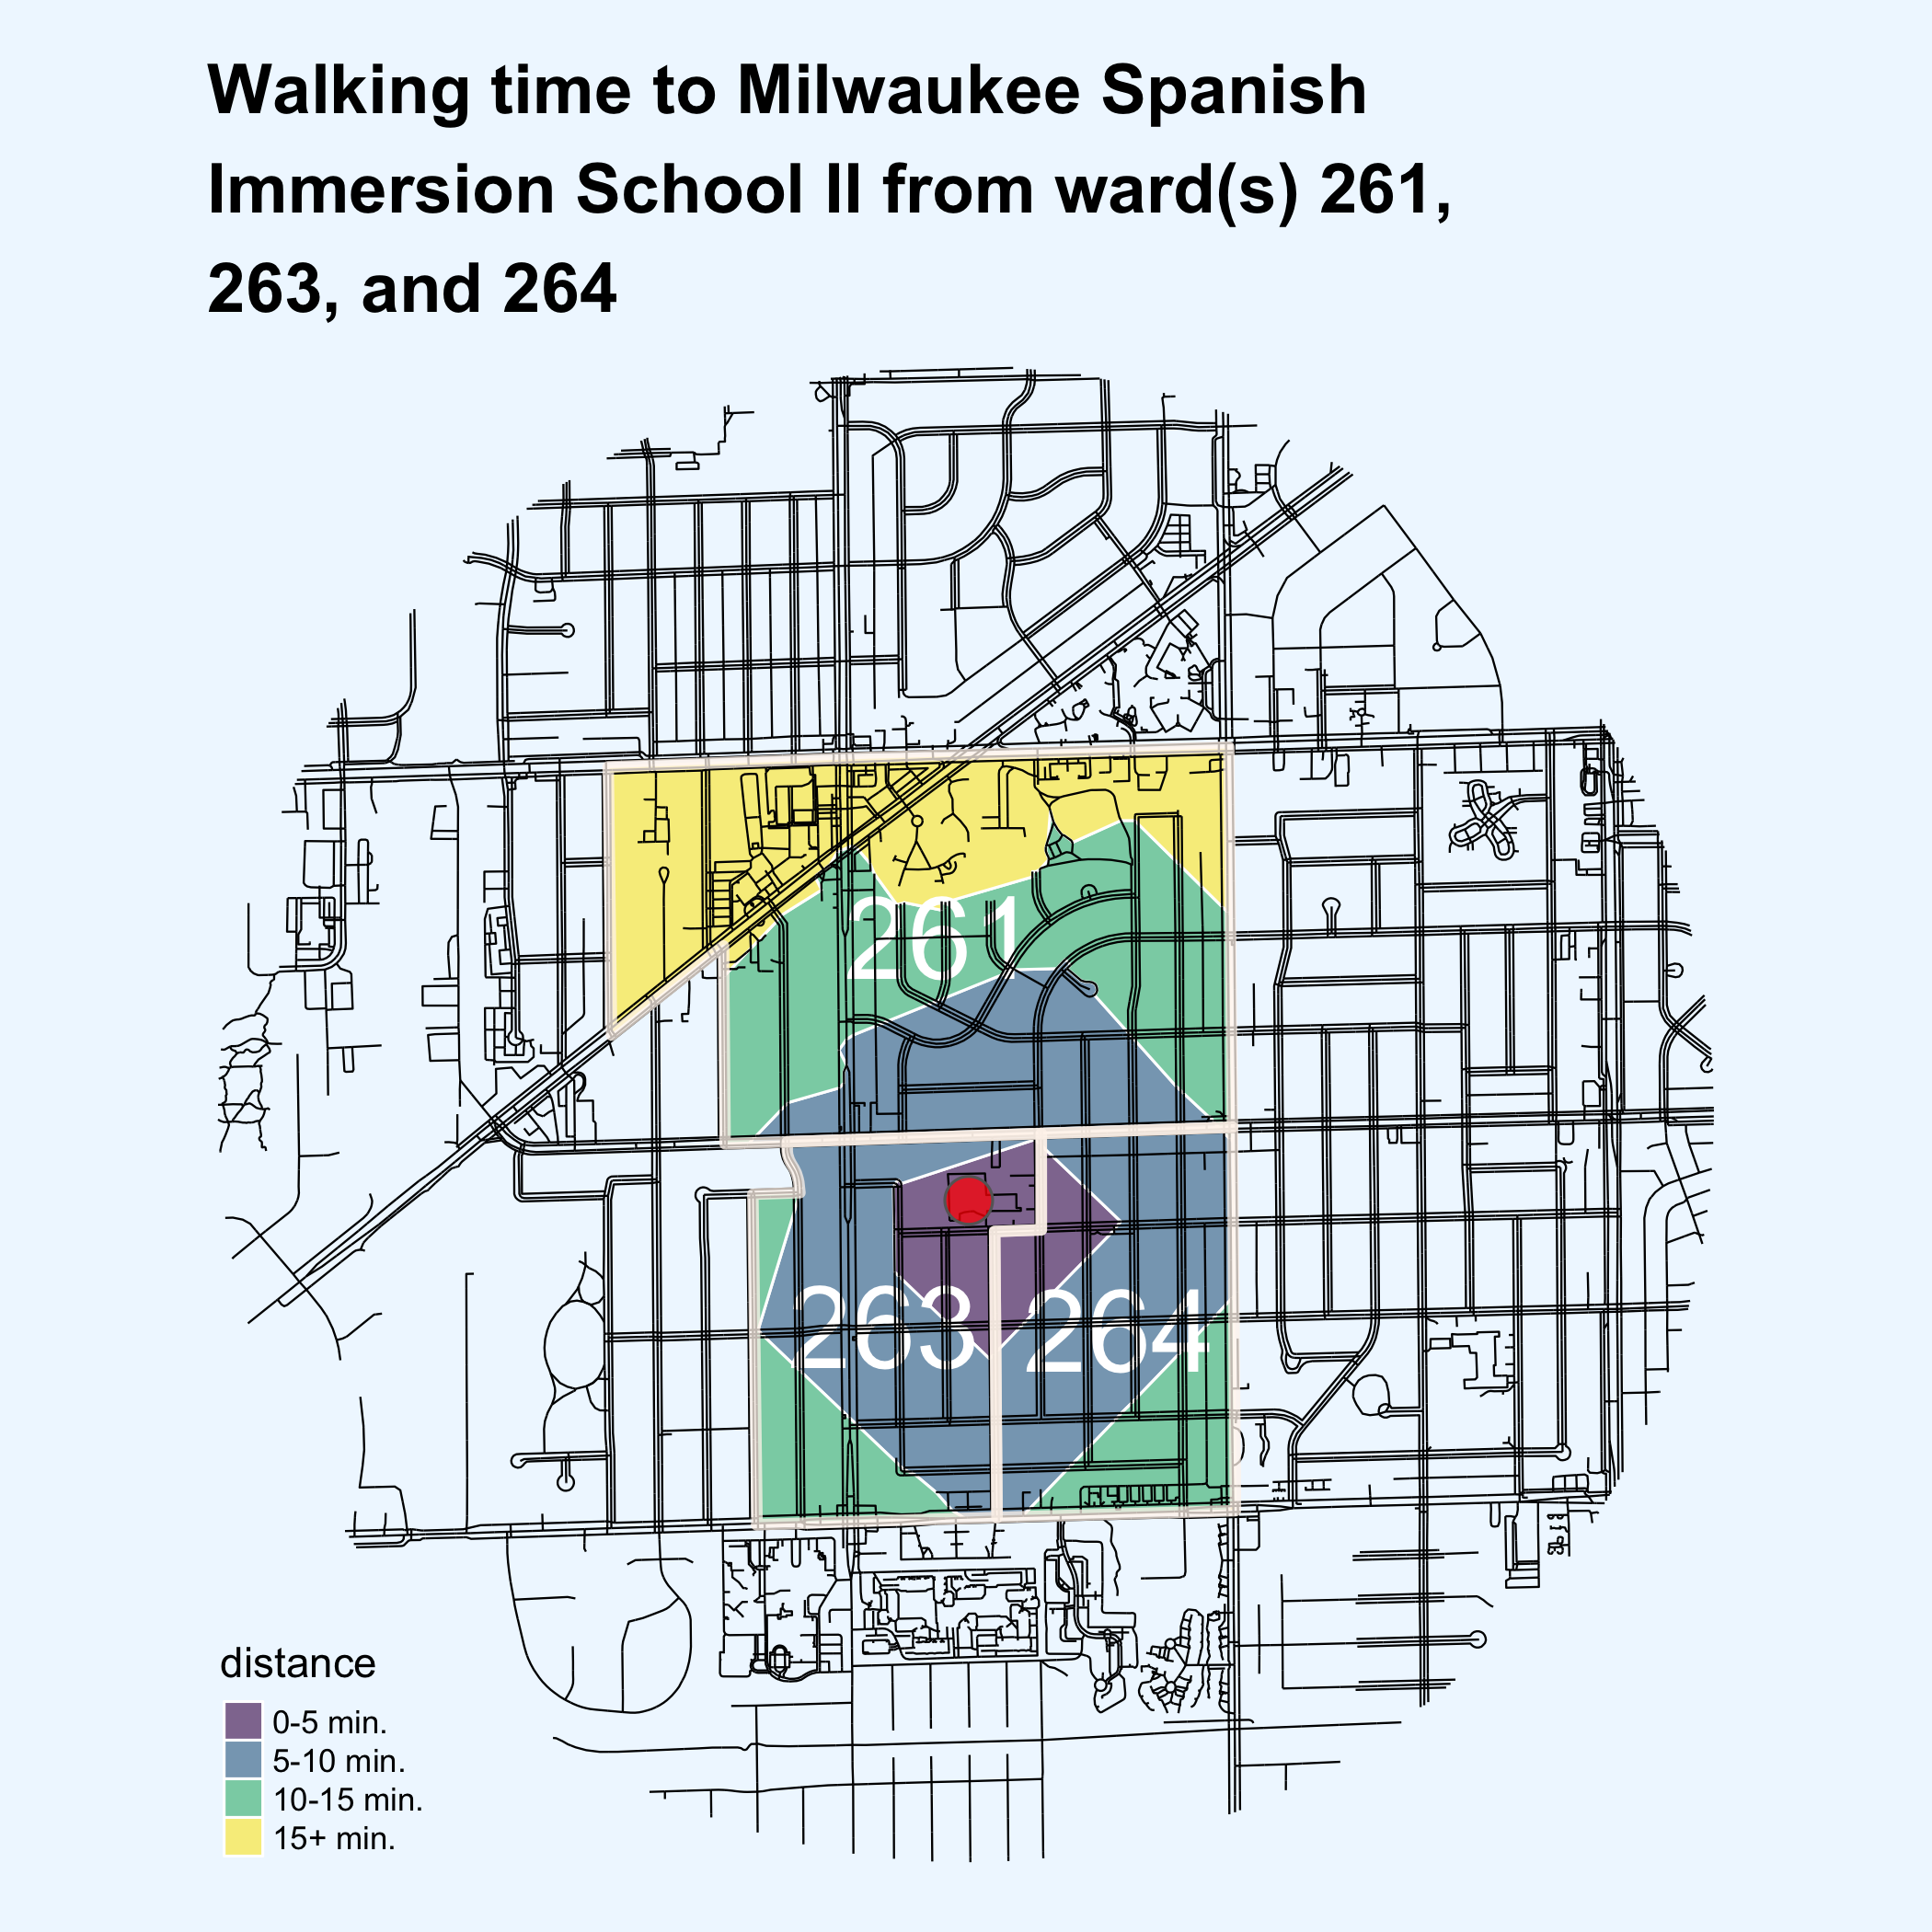 Walking time to Milwaukee Spanish
Immersion School II from ward(s) 261,
263, and 264
261
263
264
distance
0-5 min.
5-10 min.
10-15 min.
15+ min.